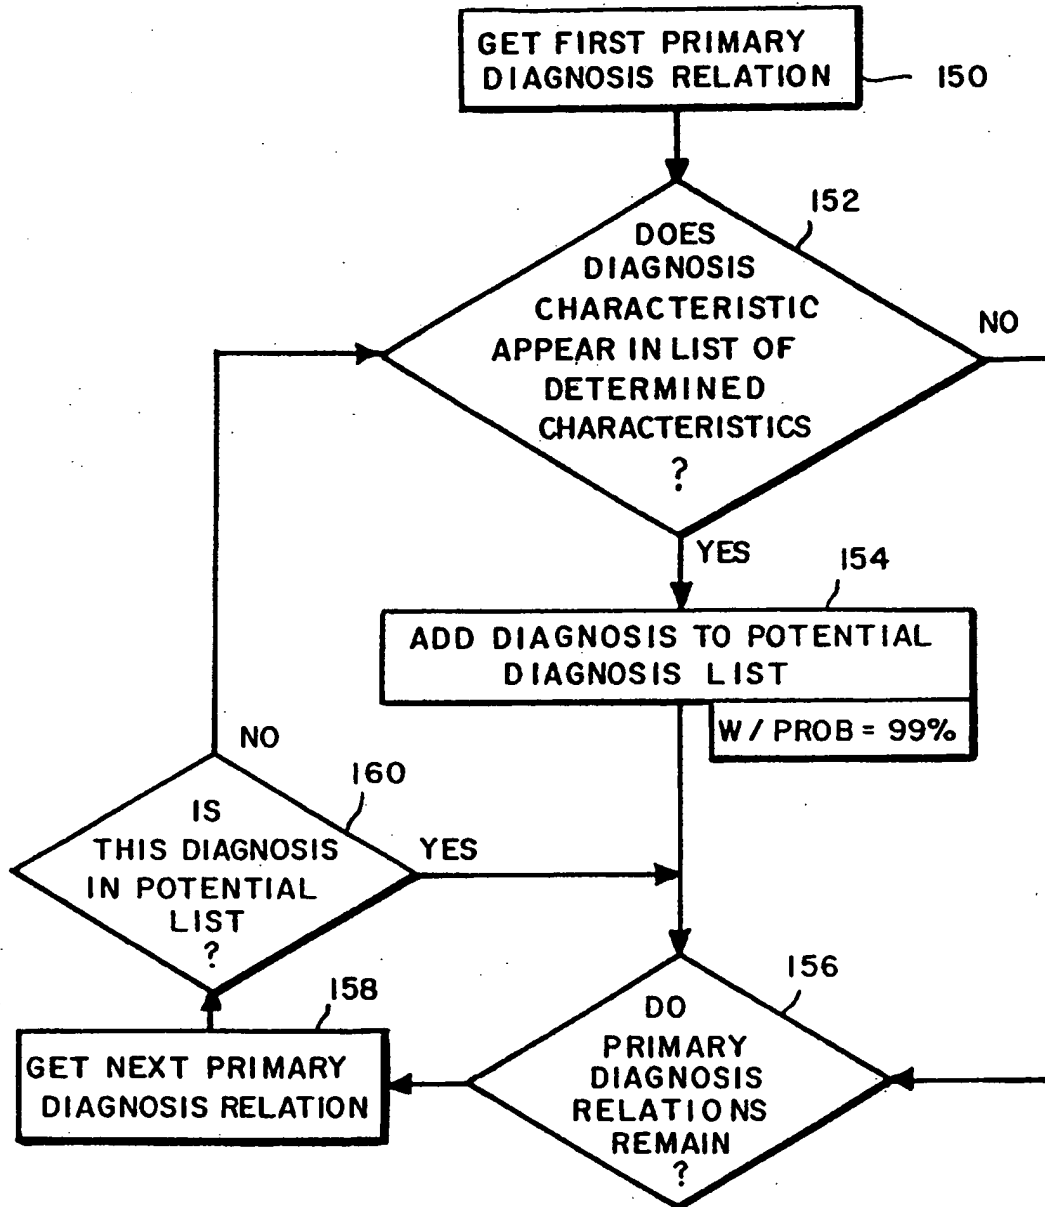 GET FIRST PRIMARY
DIAGNOSIS RELATION
150
152
DOES
DIAGNOSIS
CHARACTERISTIC
APPEAR IN LIST OF
DETERMINED
CHARACTERISTICS
?
NO
YES
154
ADD DIAGNOSIS TO POTENTIAL
DIAGNOSIS LIST
W/PROB = 99%
NO
160
IS
THIS DIAGNOSIS
IN POTENTIAL
LIST
?
YES
156
DO
PRIMARY
DIAGNOSIS
RELATIONS
REMAIN
?
158
GET NEXT PRIMARY
DIAGNOSIS RELATION